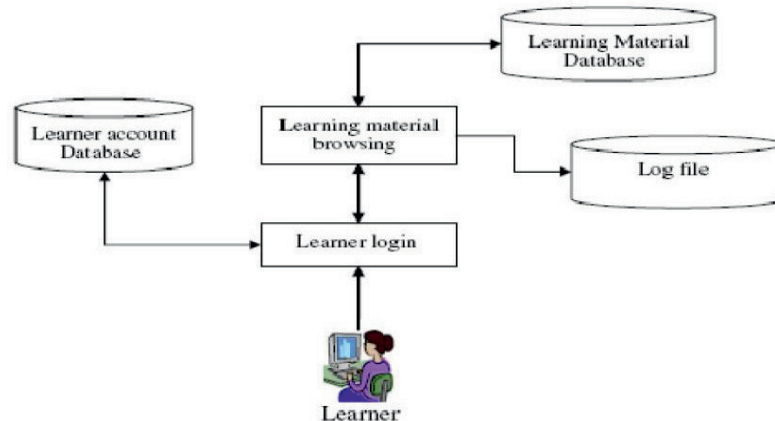 Learning Material
Database
Learner account
Database
Learning material
browsing
Log file
Learner login
Learner